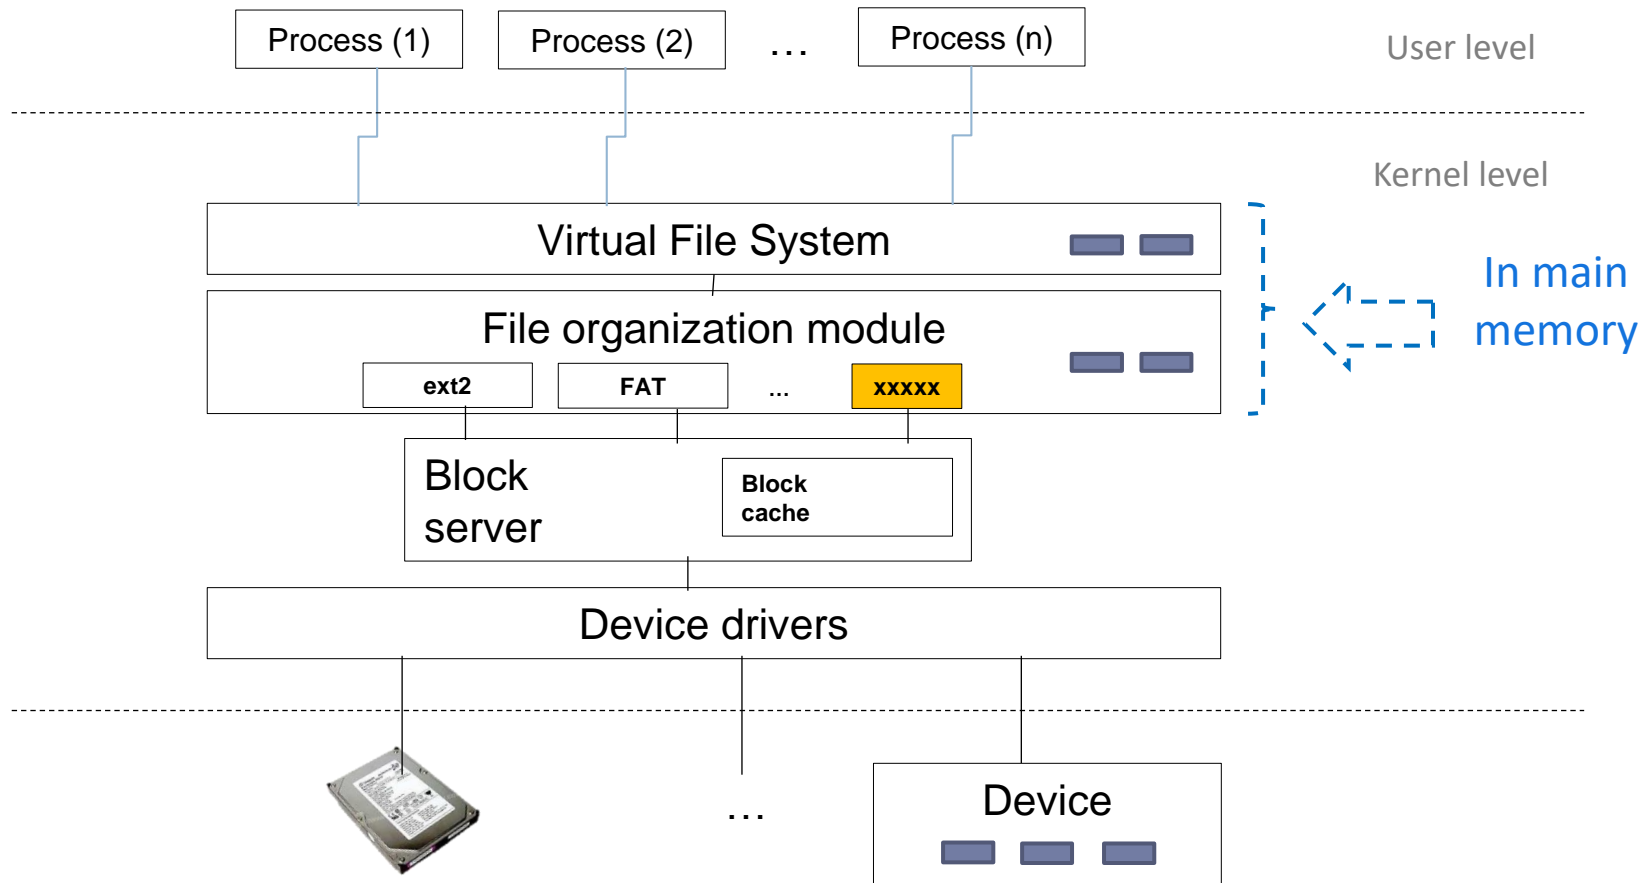 Process (1)
Process (2)
...
Process (n)
User level
Kernel level
Virtual File System
In main
memory
File organization module
ext2
FAT
...
xxxxx
Block
server
Block
cache
Device drivers
...
Device